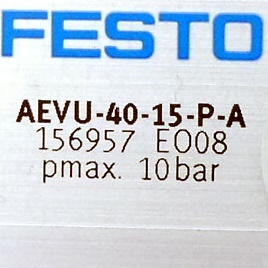 FESTO
AEVU-40-15-P-A
156957 E008
pmax. 10bar